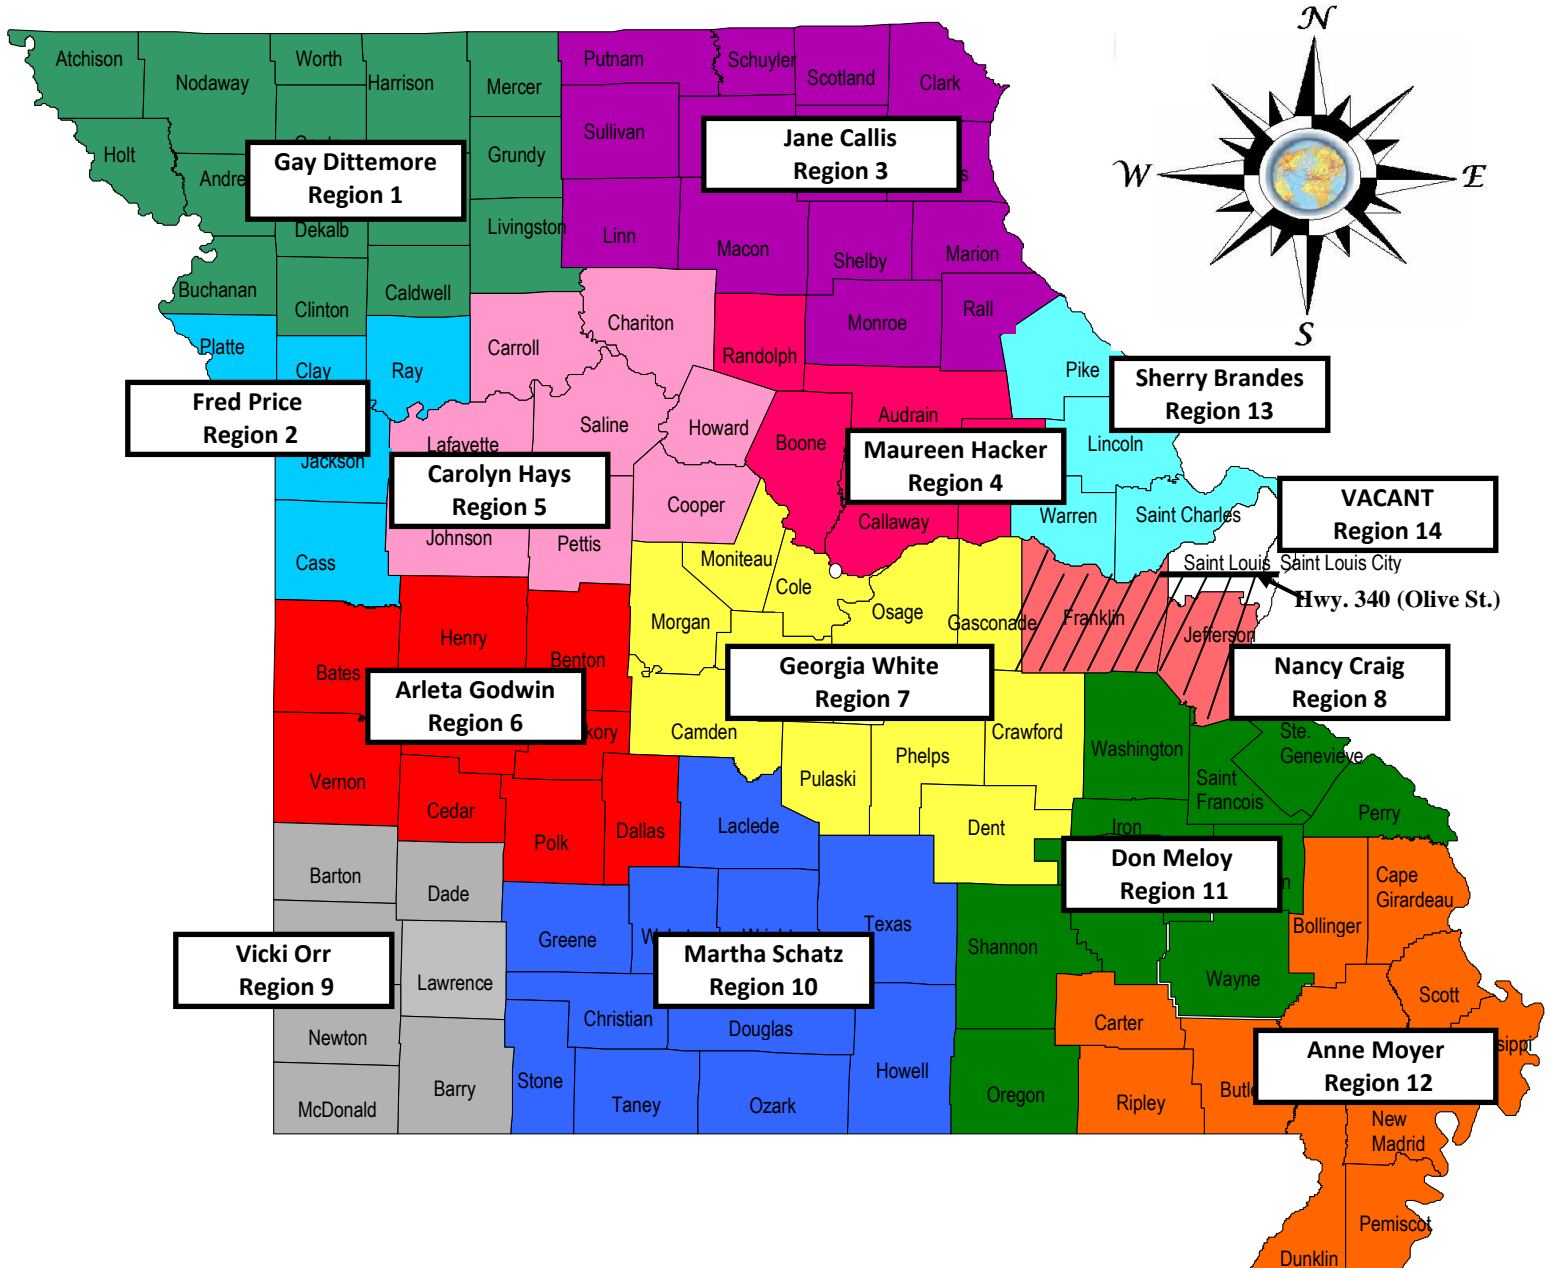 N
Atchison
Worth
Putnam
Schuyler
Nodaway
Harrison
Mercer
Scotland
Clark
Sullivan
Holt
Grundy
Jane Callis
Region 3
Gay Dittemore
Region 1
W
E
Andre
s
Dekalb
Livingston
Linn
Macon
Shelby
Marion
Buchanan
Clinton
Caldwell
Chariton
Monroe
Rall
S
Platte
Carroll
Randolph
Clay
Ray
Pike
Sherry Brandes
Region 13
Fred Price
Region 2
Saline
Howard
Audrain
Lafayette
Boone
Lincoln
Maureen Hacker
Region 4
Jackson
Carolyn Hays
Region 5
Cooper
Callaway
Warren
Saint Charles
VACANT
Region 14
Johnson
Pettis
Cass
Moniteau
Saint Louis
Saint Louis City
Cole
Hwy. 340 (Olive St.)
Morgan
Osage
Gasconade
Franklin
Jefferson
Henry
Benton
Bates
Georgia White
Region 7
Nancy Craig
Region 8
Arleta Godwin
Region 6
kory
Camden
Crawford
Washington
Ste.
Genevieve
Phelps
Vernon
Pulaski
Saint
Francois
Cedar
Polk
Dallas
Laclede
Dent
Iron
Perry
Barton
Dade
Don Meloy
Region 11
n
Cape
Girardeau
Greene
Texas
Shannon
Bollinger
Vicki Orr
Region 9
Lawrence
Martha Schatz
Region 10
Wayne
Scott
Newton
Christian
Douglas
Carter
Anne Moyer
Region 12
sippi
McDonald
Barry
Stone
Taney
Ozark
Howell
Oregon
Ripley
Butl
New
Madrid
Pemiscot
Dunklin